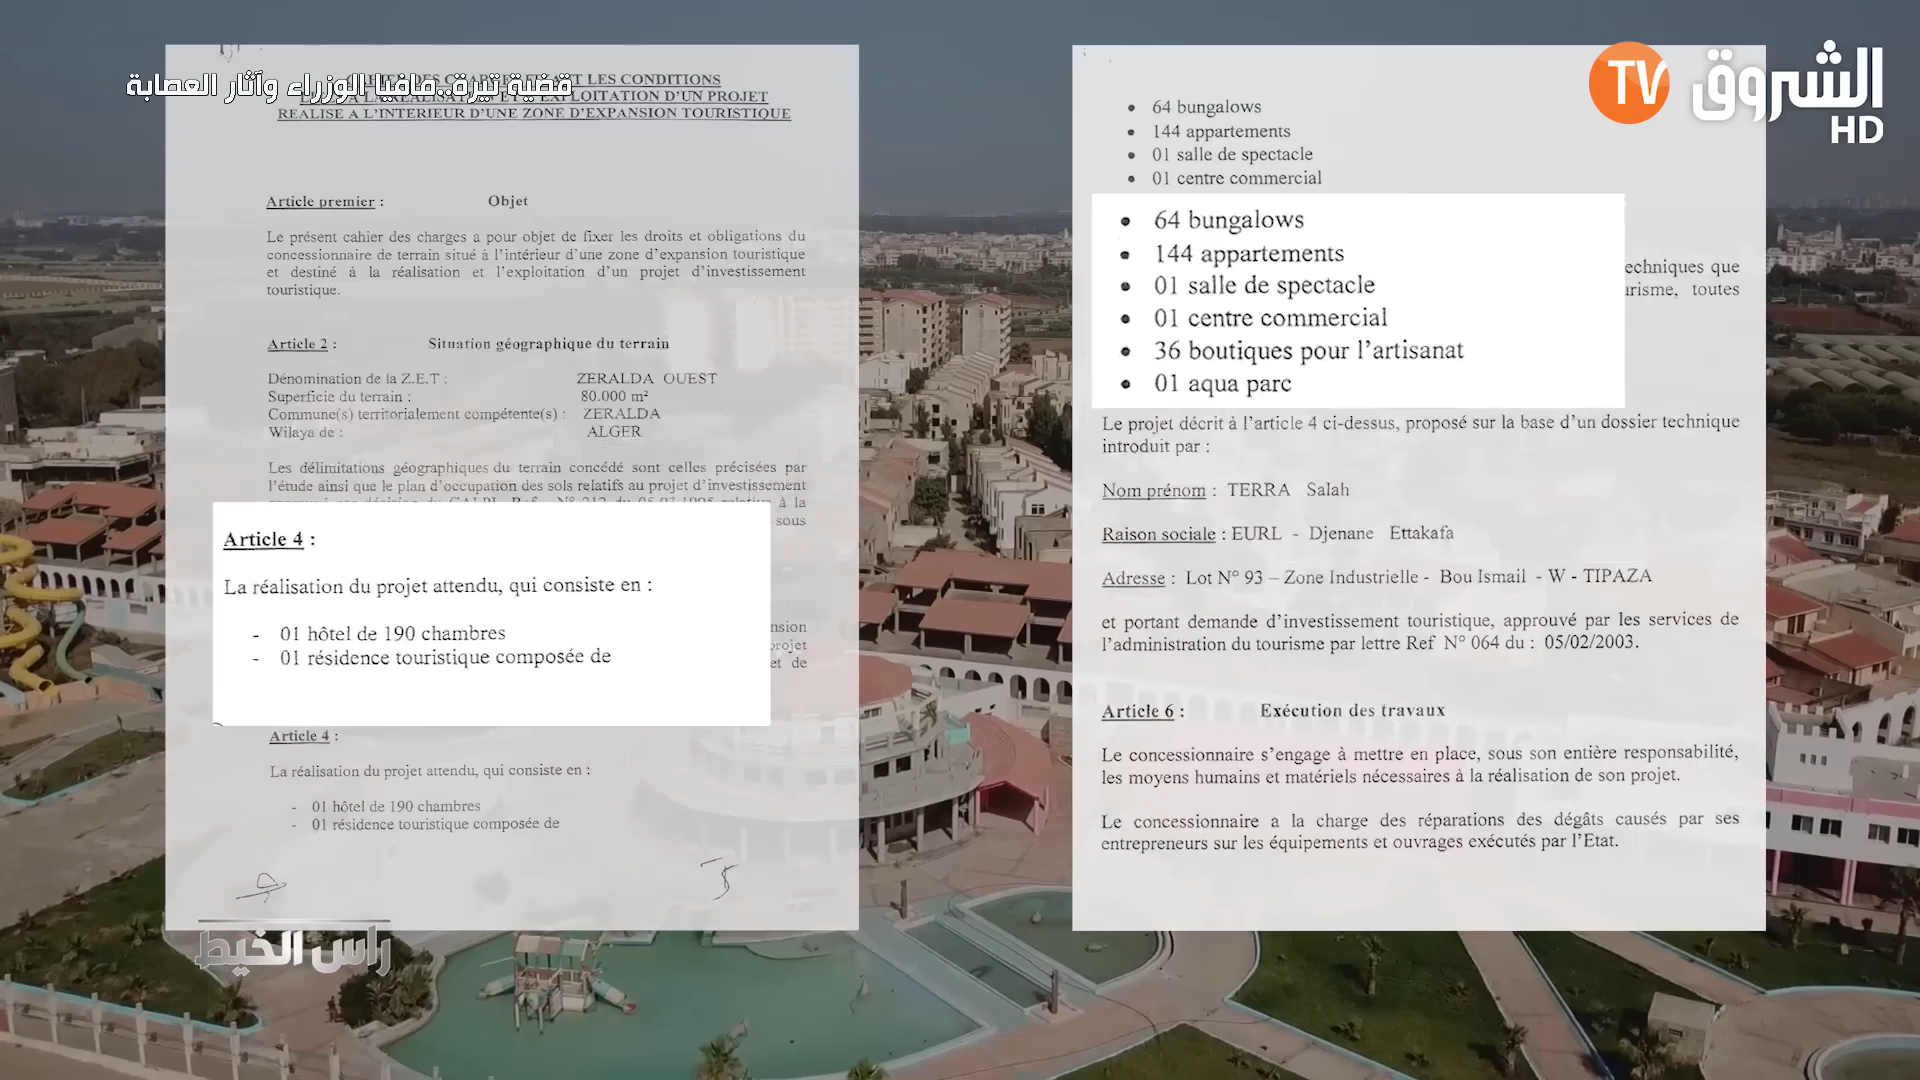 قضية تيرة..مافيا الوزراء وآثار العصابة
TV الشروق
HD
LES CONDITIONS
D'EXPLOITATION D'UN PROJET
REALISE A L'INTERIEUR D'UNE ZONE D'EXPANSION TOURISTIQUE
Article premier : Objet
Le présent cahier des charges a pour objet de fixer les droits et obligations du
concessionnaire de terrain situé à l'intérieur d'une zone d'expansion touristique
et destiné à la réalisation et l'exploitation d'un projet d'investissement
touristique.
Article 2 : Situation géographique du terrain
Dénomination de la Z.E.T : ZERALDA OUEST
Superficie du terrain : 80.000 m²
Commune(s) territorialement compétente(s) : ZERALDA
Wilaya de : ALGER
Les délimitations géographiques du terrain concédé sont celles précisées par
l'étude ainsi que le plan d'occupation des sols relatifs au projet d'investissement
à la
sous
Article 4 :
La réalisation du projet attendu, qui consiste en :
- 01 hôtel de 190 chambres
- 01 résidence touristique composée de
nsion
projet
et de
Article 4 :
La réalisation du projet attendu, qui consiste en :
- 01 hôtel de 190 chambres
- 01 résidence touristique composée de
• 64 bungalows
• 144 appartements
• 01 salle de spectacle
• 01 centre commercial
• 64 bungalows
• 144 appartements
• 01 salle de spectacle
• 01 centre commercial
• 36 boutiques pour l'artisanat
• 01 aqua parc
echniques que
urisme, toutes
Le projet décrit à l'article 4 ci-dessus, proposé sur la base d'un dossier technique
introduit par :
Nom prénom : TERRA Salah
Raison sociale : EURL - Djenane Ettakafa
Adresse : Lot N° 93 – Zone Industrielle - Bou Ismail - W - TIPAZA
et portant demande d'investissement touristique, approuvé par les services de
l'administration du tourisme par lettre Ref N° 064 du : 05/02/2003.
Article 6 : Exécution des travaux
Le concessionnaire s'engage à mettre en place, sous son entière responsabilité,
les moyens humains et matériels nécessaires à la réalisation de son projet.
Le concessionnaire a la charge des réparations des dégâts causés par ses
entrepreneurs sur les équipements et ouvrages exécutés par l'Etat.
راس الخيط